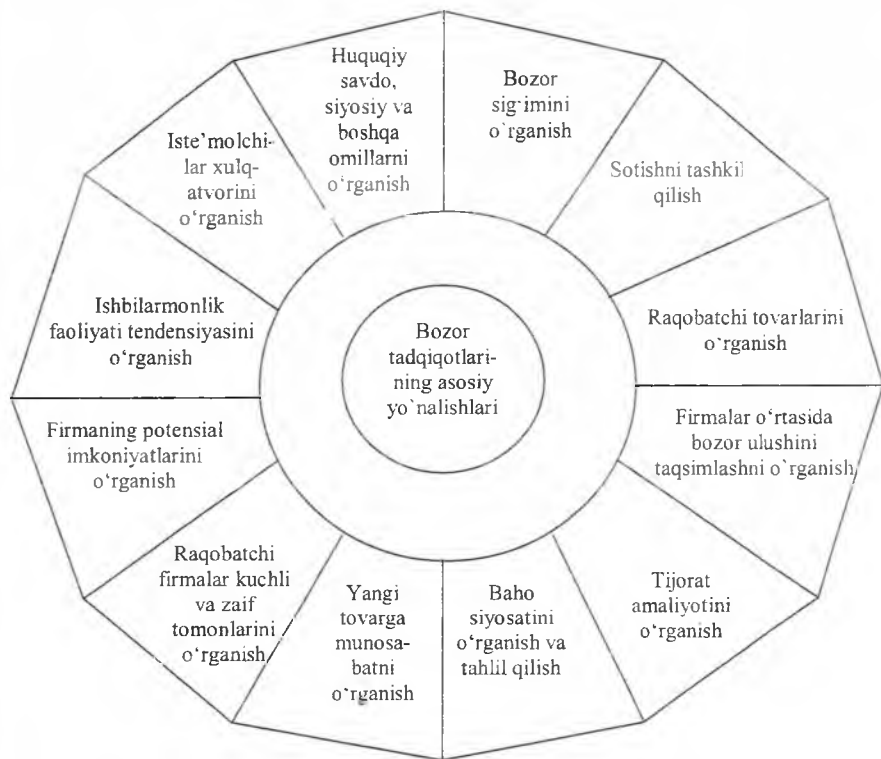 Huquqiy
savdo,
siyosiy va
boshqa
omillarni
o‘rganish
Bozor
sig‘imini
o`rganish
Sotishni tashkil
qilish
Raqobatchi tovarlarini
o‘rganish
Firmalar o‘rtasida
bozor ulushini
taqsimlashni o`rganish
Tijorat
amaliyotini
o‘rganish
Baho
siyosatini
o‘rganish va
tahlil qilish
Yangi
tovarga
munosa-
batni
o‘rganish
Raqobatchi
firmalar kuchli
va zaif
tomonlarini
o‘rganish
Firmaning potensial
imkoniyatlarini
o‘rganish
Ishbilarmonlik
faoliyati tendensiyasini
o‘rganish
Iste’molchi-
lar xulq-
atvorini
o‘rganish
Bozor
tadqiqotlari-
ning asosiy
yo`nalishlari